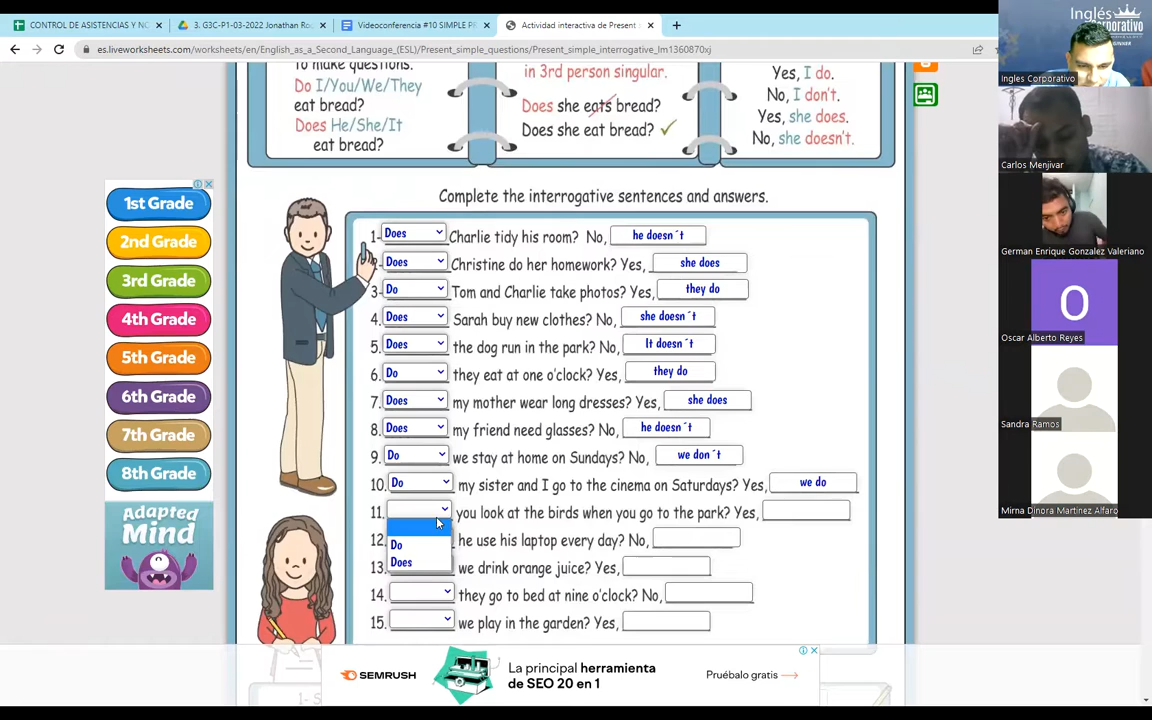 CONTROL DE ASISTENCIAS Y NO
3. G3C-P1-03-2022 Jonathan Ro
Videoconferencia #10 SIMPLE PR
Actividad interactiva de Present s
es.liveworksheets.com/worksheets/en/English_as_a_Second_Language_(ESL)/Present_simple_questions/Present_simple_interrogative_lm1360870xj
To make questions.
Do I/You/We/They
eat bread?
Does He/She/It
eat bread?
in 3rd person singular.
Does she eats bread?
Does she eat bread? ✓
Yes, I do.
No, I don't.
Yes, she does.
No, she doesn't.
Complete the interrogative sentences and answers.
1- Does Charlie tidy his room? No, he doesn´t
- Does Christine do her homework? Yes, she does
3- Do Tom and Charlie take photos? Yes, they do
4. Does Sarah buy new clothes? No, she doesn´t
5. Does the dog run in the park? No, It doesn´t
6. Do they eat at one o'clock? Yes, they do
7. Does my mother wear long dresses? Yes, she does
8. Does my friend need glasses? No, he doesn´t
9. Do we stay at home on Sundays? No, we don´t
10. Do my sister and I go to the cinema on Saturdays? Yes, we do
11. you look at the birds when you go to the park? Yes,
Do
Does
12. he use his laptop every day? No,
13. we drink orange juice? Yes,
14. they go to bed at nine o'clock? No,
15. we play in the garden? Yes,
1st Grade
2nd Grade
3rd Grade
4th Grade
5th Grade
6th Grade
7th Grade
8th Grade
Adapted
Mind
SEMRUSH
La principal herramienta
de SEO 20 en 1
Pruébalo gratis
1- S
Inglés
Corporativo
Ingles Corporativo
Carlos Menjivar
German Enrique Gonzalez Valeriano
O
Oscar Alberto Reyes
Sandra Ramos
Mirna Dinora Martinez Alfaro